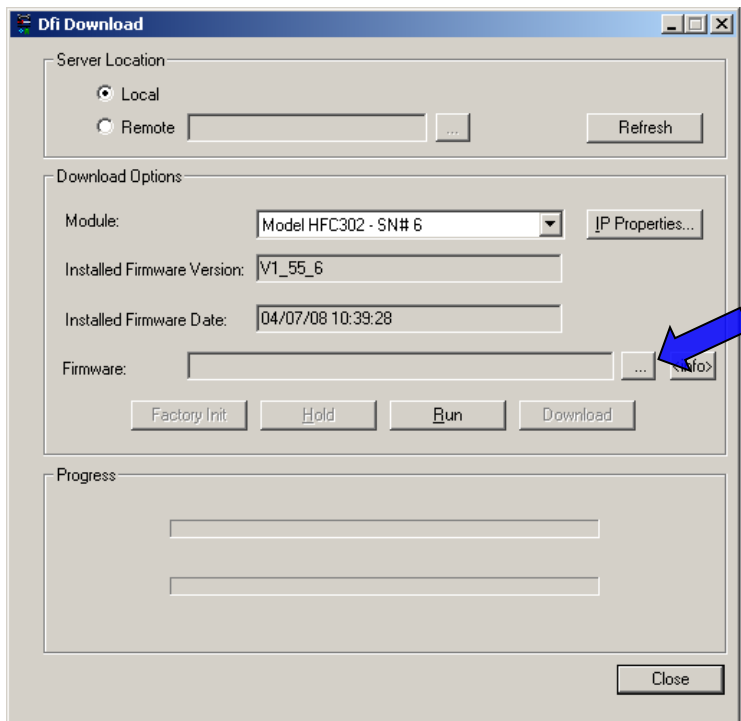 Dfi Download
Server Location
Local
Remote ... Refresh
Download Options
Module: Model HFC302 - SN# 6 IP Properties...
Installed Firmware Version: V1_55_6
Installed Firmware Date: 04/07/08 10:39:28
Firmware: ... <Info>
Factory Init Hold Run Download
Progress
Close